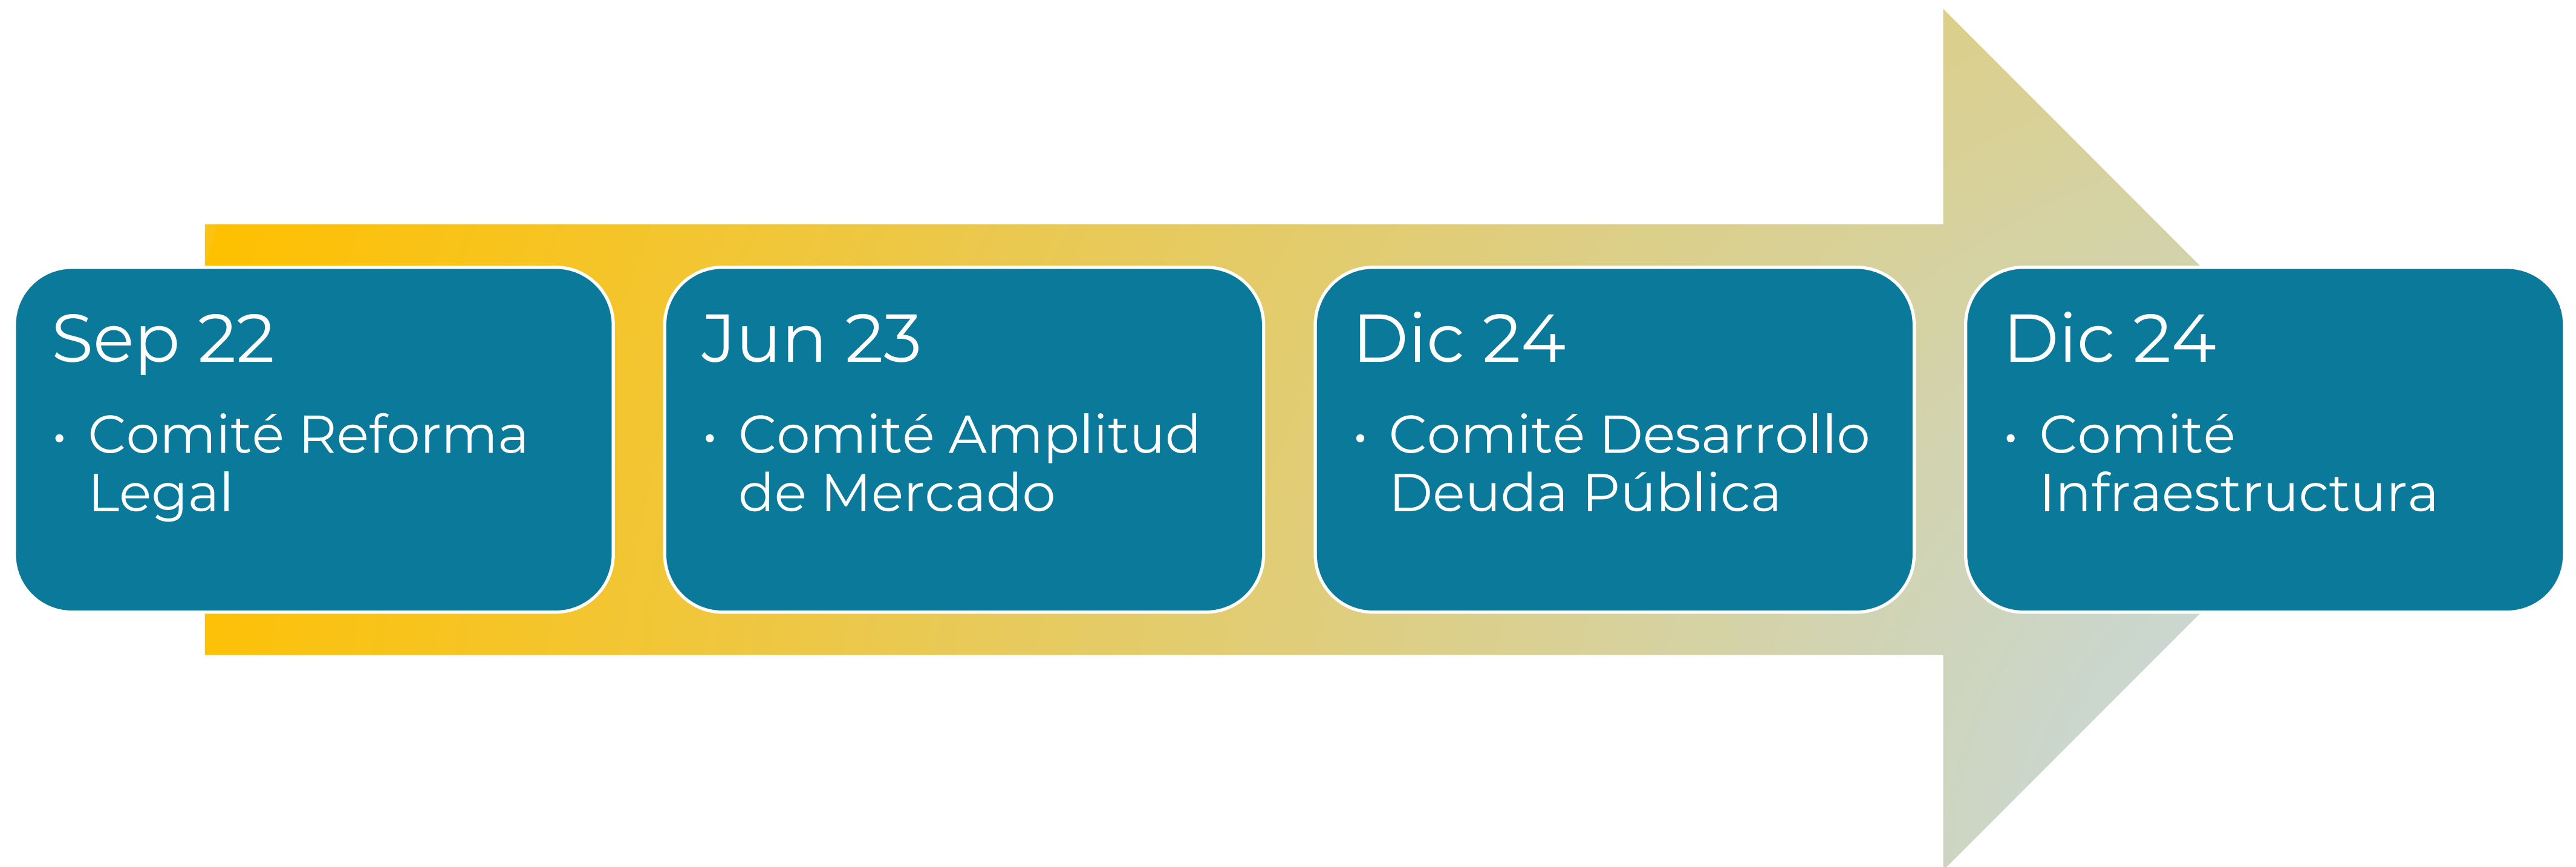 Sep 22
• Comité Reforma
Legal
Jun 23
• Comité Amplitud
de Mercado
Dic 24
• Comité Desarrollo
Deuda Pública
Dic 24
• Comité
Infraestructura